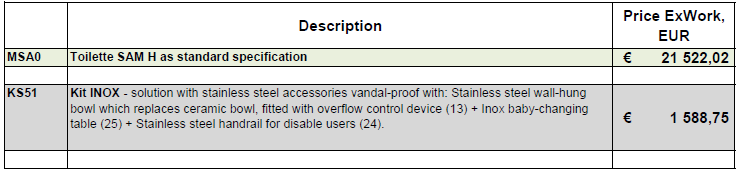 Description
Price ExWork,
EUR
MSA0 Toilette SAM H as standard specification € 21 522,02
KS51 Kit INOX - solution with stainless steel accessories vandal-proof with: Stainless steel wall-hung
bowl which replaces ceramic bowl, fitted with overflow control device (13) + Inox baby-changing
table (25) + Stainless steel handrail for disable users (24).
€ 1 588,75